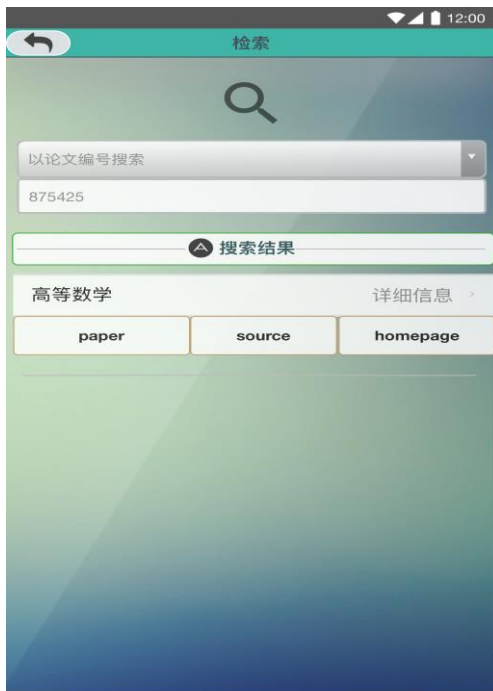 12:00
检索
以论文编号搜索
875425
搜索结果
高等数学 详细信息 >
paper source homepage